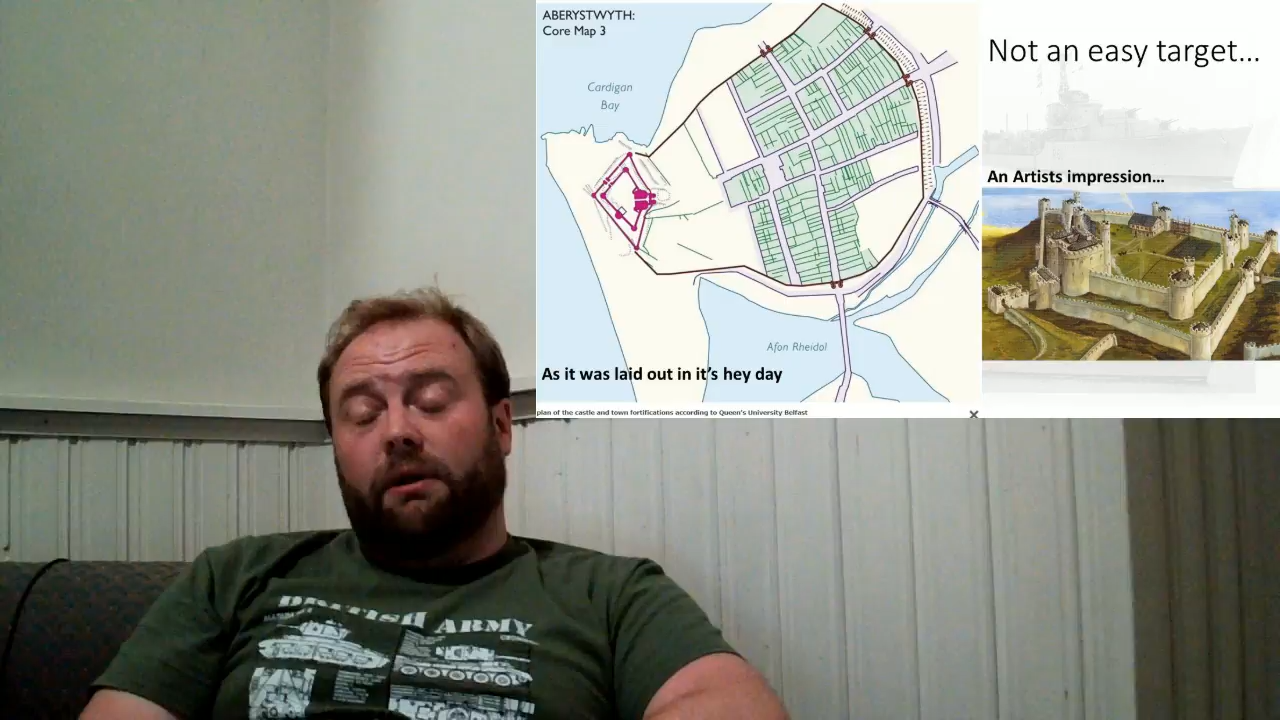 ABERYSTWYTH:
Core Map 3
Cardigan
Bay
Afon Rheidol
As it was laid out in it's hey day
plan of the castle and town fortifications according to Queen's University Belfast
Not an easy target...
An Artists impression...
BRITISH ARMY